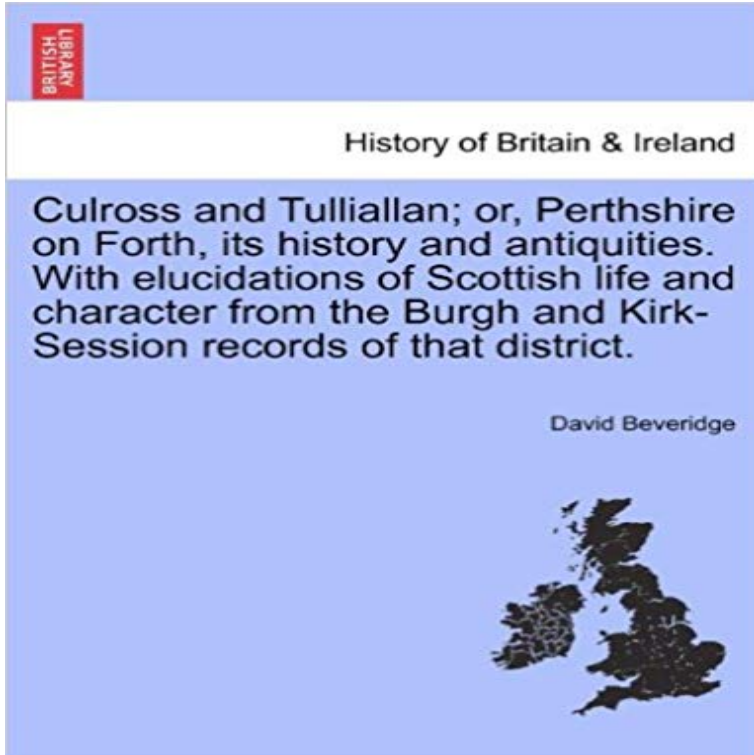 BRITISH
LIBRARY
History of Britain & Ireland
Culross and Tulliallan; or, Perthshire
on Forth, its history and antiquities.
With elucidations of Scottish life and
character from the Burgh and Kirk-
Session records of that district.
David Beveridge